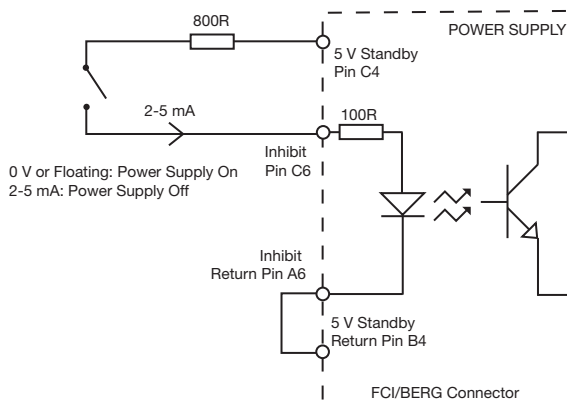 POWER SUPPLY
800R
5 V Standby
Pin C4
2-5 mA
100R
Inhibit
Pin C6
0 V or Floating: Power Supply On
2-5 mA: Power Supply Off
Inhibit
Return Pin A6
5 V Standby
Return Pin B4
FCI/BERG Connector